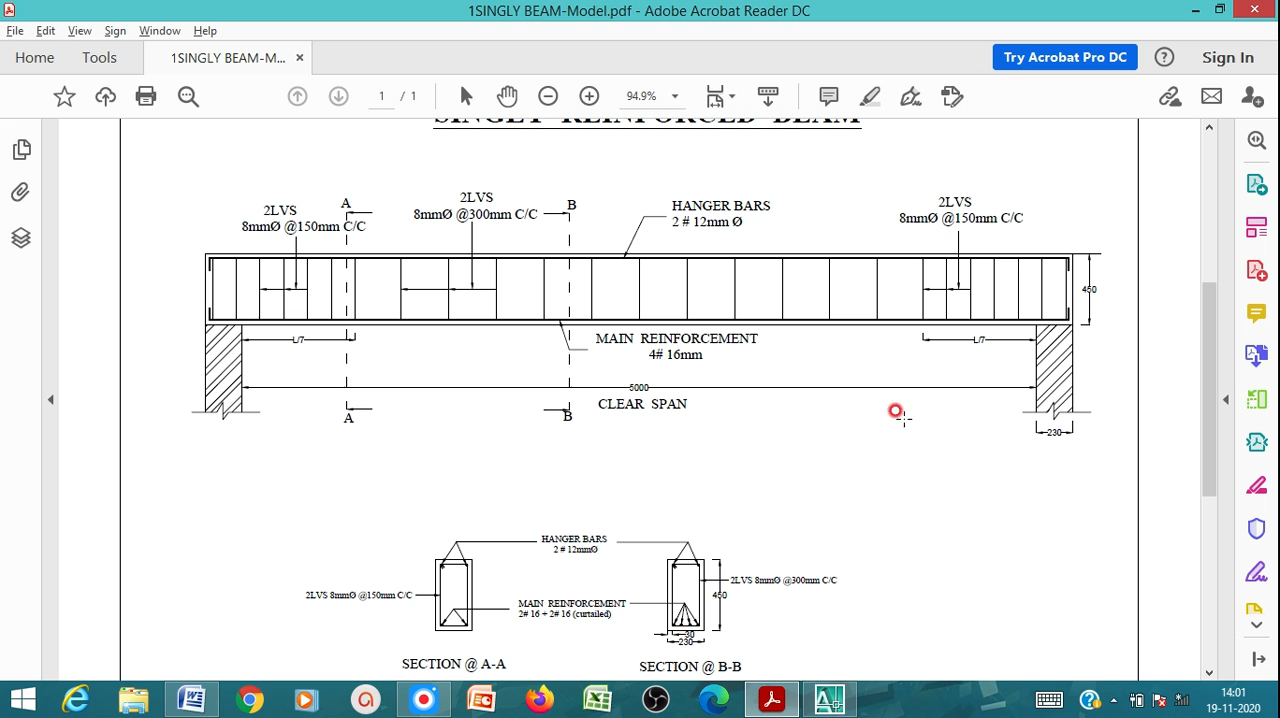 1SINGLY BEAM-Model.pdf - Adobe Acrobat Reader DC
File Edit View Sign Window Help
Home Tools 1SINGLY BEAM-M... × Try Acrobat Pro DC Sign In
1 / 1 94.9%
SINGLY REINFORCED BEAM
2LVS
8mmØ @150mm C/C
A
2LVS
8mmØ @300mm C/C
B
HANGER BARS
2 # 12mm Ø
2LVS
8mmØ @150mm C/C
450
L/7
MAIN REINFORCEMENT
4# 16mm
L/7
5000
CLEAR SPAN
A
B
230
HANGER BARS
2 # 12mmØ
2LVS 8mmØ @150mm C/C
2LVS 8mmØ @300mm C/C
450
MAIN REINFORCEMENT
2# 16 + 2# 16 (curtailed)
30
230
SECTION @ A-A
SECTION @ B-B
14:01
19-11-2020